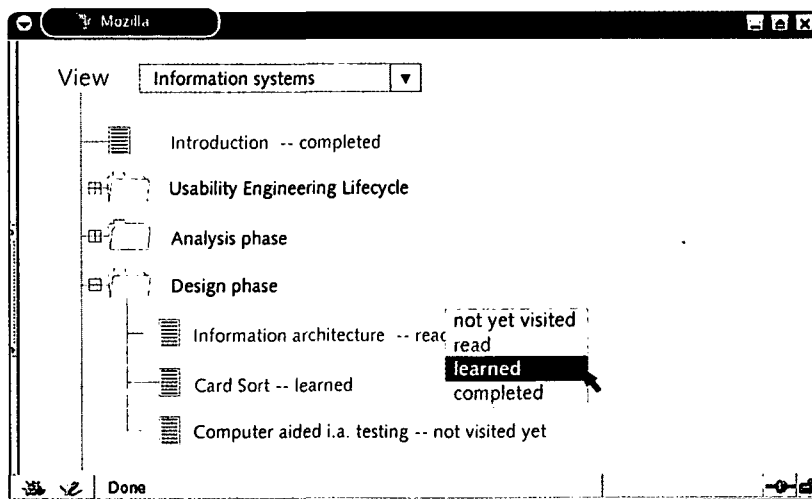 Mozilla
View Information systems
Introduction -- completed
Usability Engineering Lifecycle
Analysis phase
Design phase
Information architecture -- read
not yet visited
read
learned
completed
Card Sort -- learned
Computer aided i.a. testing -- not visited yet
Done